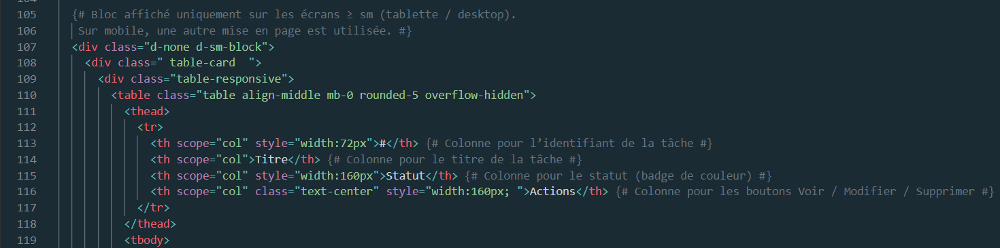 105 {# Bloc affiché uniquement sur les écrans ≥ sm (tablette / desktop).
106 Sur mobile, une autre mise en page est utilisée. #}
107 <div class="d-none d-sm-block">
108 <div class=" table-card  ">
109 <div class="table-responsive">
110 <table class="table align-middle mb-0 rounded-5 overflow-hidden">
111 <thead>
112 <tr>
113 <th scope="col" style="width:72px">#</th> {# Colonne pour l’identifiant de la tâche #}
114 <th scope="col">Titre</th> {# Colonne pour le titre de la tâche #}
115 <th scope="col" style="width:160px">Statut</th> {# Colonne pour le statut (badge de couleur) #}
116 <th scope="col" class="text-center" style="width:160px; ">Actions</th> {# Colonne pour les boutons Voir / Modifier / Supprimer #}
117 </tr>
118 </thead>
119 <tbody>